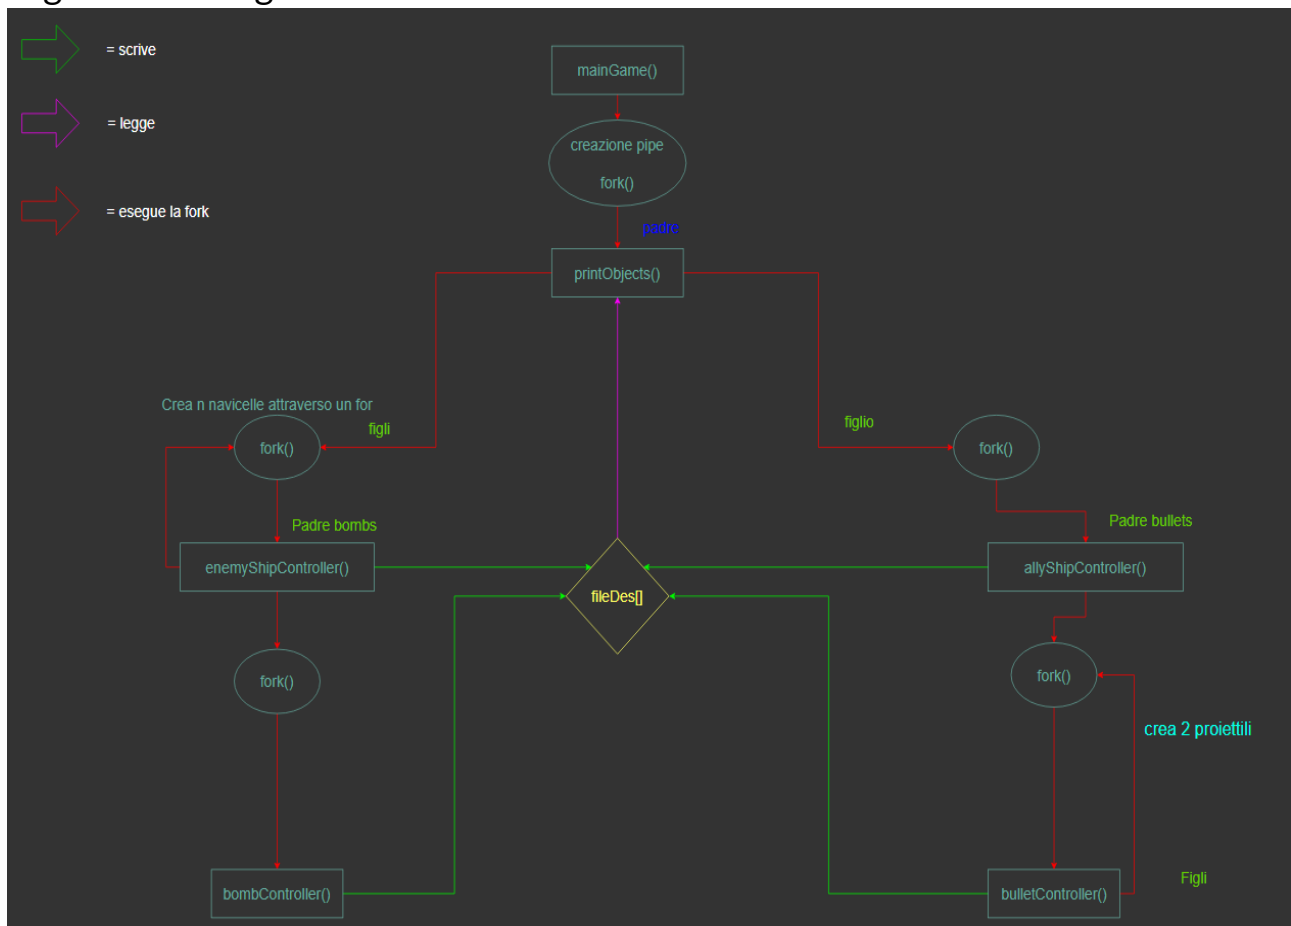 = scrive
= legge
= esegue la fork
mainGame()
creazione pipe
fork()
padre
printObjects()
Crea n navicelle attraverso un for
figli
figlio
fork()
fork()
Padre bombs
Padre bullets
enemyShipController()
allyShipController()
fileDes[]
fork()
fork()
crea 2 proiettili
bombController()
bulletController()
Figli